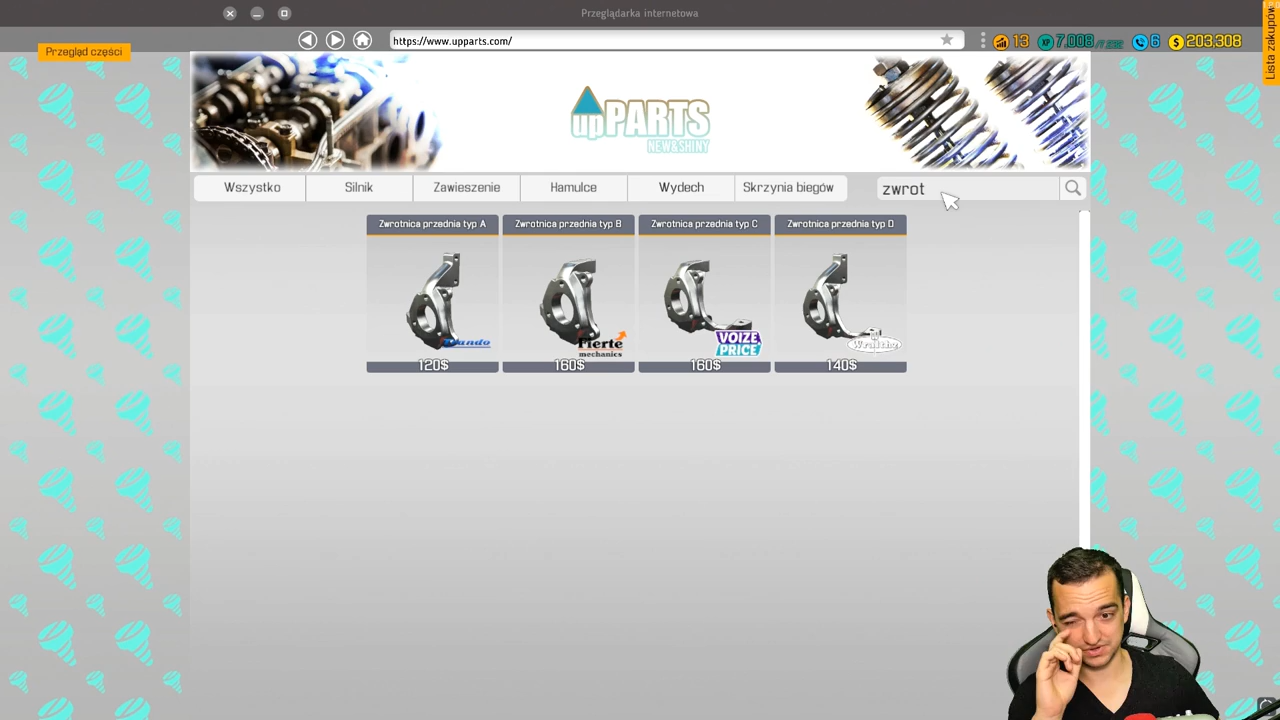 Przeglądarka internetowa
https://www.upparts.com/
13
XP 7,008
6
$ 203,308
Przegląd części
Lista zakupów
upPARTS
NEW&SHINY
Wszystko
Silnik
Zawieszenie
Hamulce
Wydech
Skrzynia biegów
zwrot
Zwrotnica przednia typ A
Zwrotnica przednia typ B
Zwrotnica przednia typ C
Zwrotnica przednia typ D
Pierte
mechanics
VOIZE
PRICE
120$
160$
160$
140$